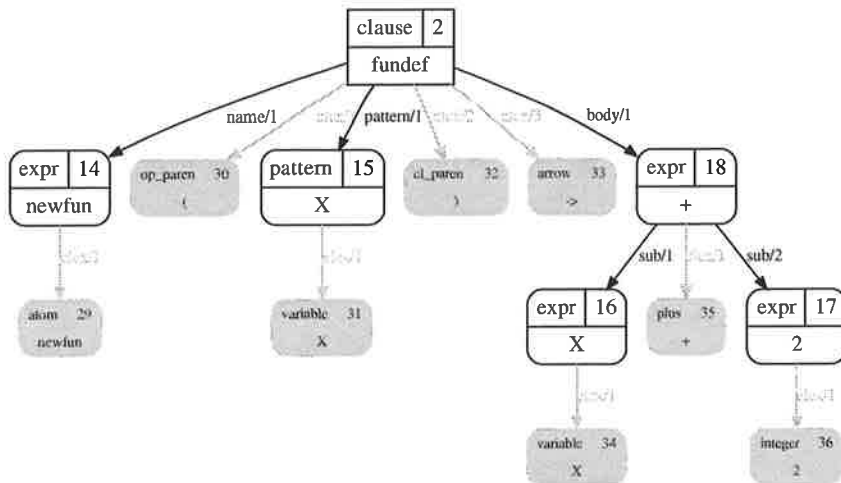 clause 2
fundef
name/1 pattern/1 body/1
expr 14 op_paren 30 pattern 15 cl_paren 32 arrow 33 expr 18
newfun ( X ) -> +
sub/1 sub/2
atom 29 variable 31 expr 16 plus 35 expr 17
newfun X X + 2
variable 34 integer 36
X 2